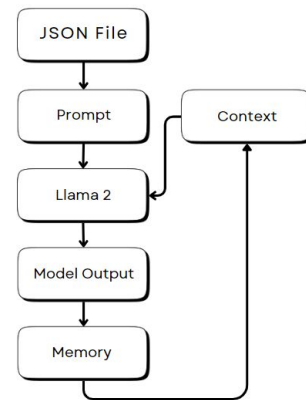 JSON File
Prompt
Context
Llama 2
Model Output
Memory